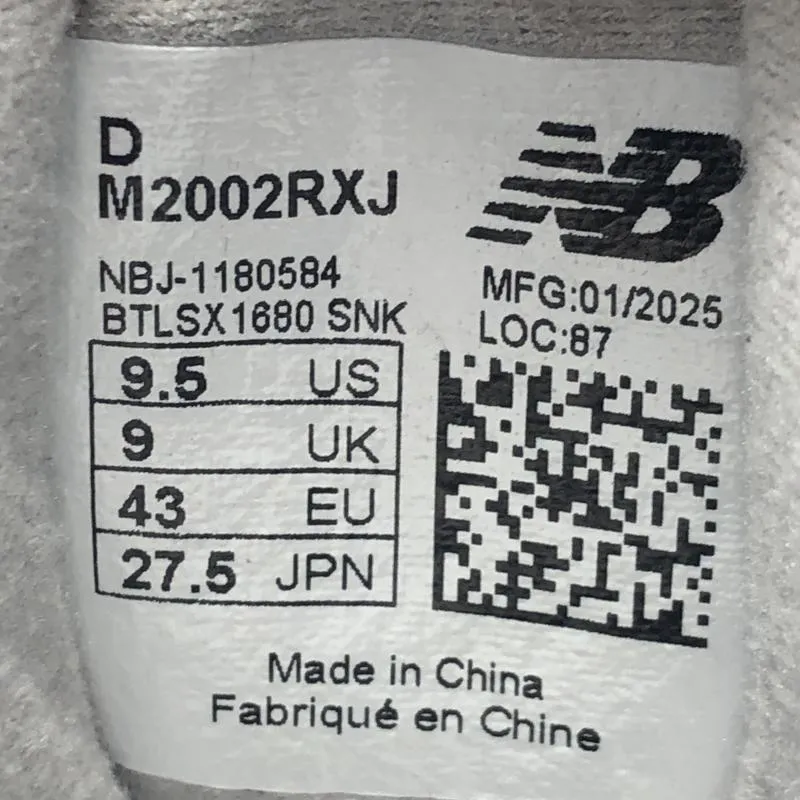 D
M2002RXJ
NB
NBJ-1180584
BTLSX1680 SNK
MFG:01/2025
LOC:87
9.5 US
9 UK
43 EU
27.5 JPN
Made in China
Fabriqué en Chine